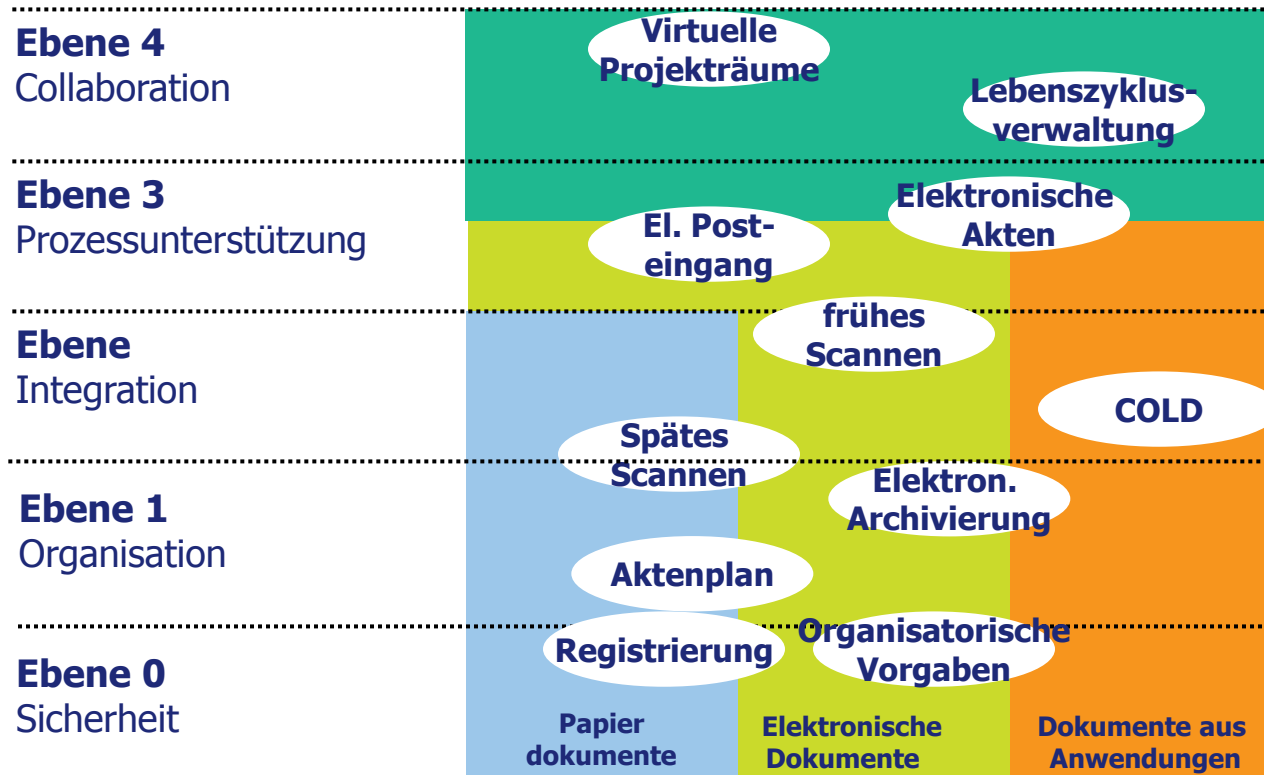 Ebene 4
Collaboration
Virtuelle
Projekträume
Lebenszyklus-
verwaltung
Ebene 3
Prozessunterstützung
Elektronische
Akten
El. Post-
eingang
Ebene
Integration
frühes
Scannen
COLD
Spätes
Scannen
Ebene 1
Organisation
Elektron.
Archivierung
Aktenplan
Ebene 0
Sicherheit
Registrierung
Organisatorische
Vorgaben
Papier
dokumente
Elektronische
Dokumente
Dokumente aus
Anwendungen